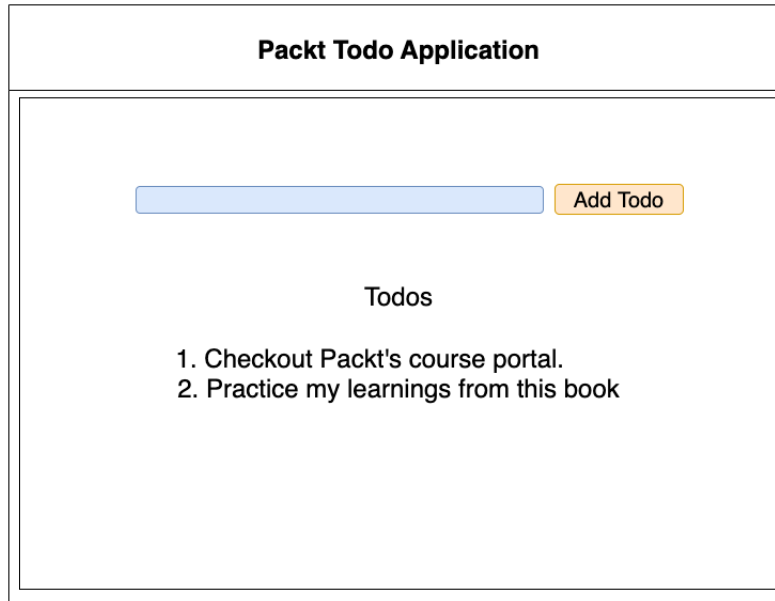 Packt Todo Application
Add Todo
Todos
1. Checkout Packt's course portal.
2. Practice my learnings from this book